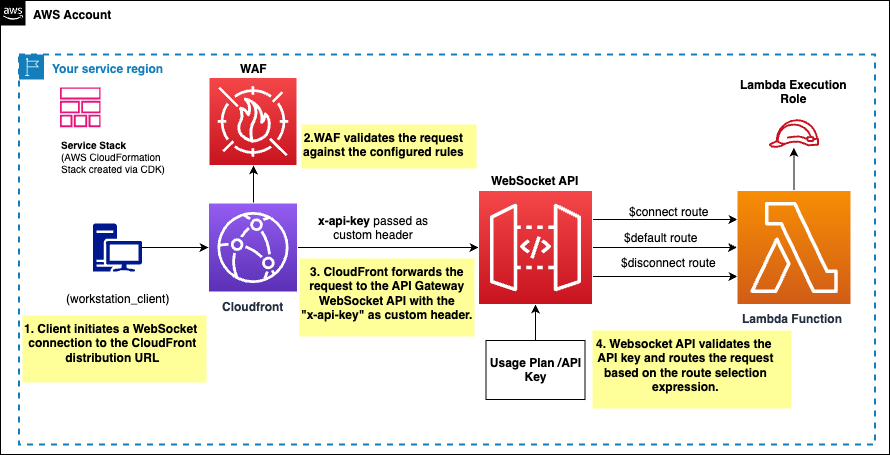 aws
AWS Account
Your service region
WAF
Lambda Execution
Role
Service Stack
(AWS CloudFormation
Stack created via CDK)
2.WAF validates the request
against the configured rules
WebSocket API
x-api-key passed as
custom header
$connect route
$default route
$disconnect route
3. CloudFront forwards the
request to the API Gateway
WebSocket API with the
"x-api-key" as custom header.
(workstation_client)
Cloudfront
Lambda Function
1. Client initiates a WebSocket
connection to the CloudFront
distribution URL
Usage Plan /API
Key
4. Websocket API validates the
API key and routes the request
based on the route selection
expression.